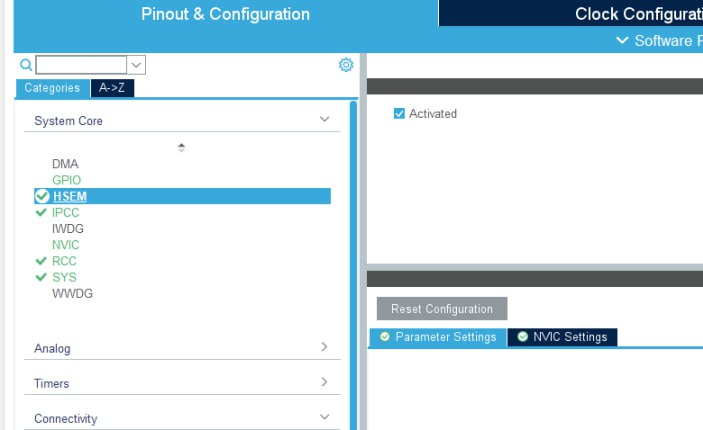 Pinout & Configuration
Clock Configurati
Software P
Categories
A->Z
Activated
System Core
DMA
GPIO
HSEM
IPCC
IWDG
NVIC
RCC
SYS
WWDG
Reset Configuration
Parameter Settings
NVIC Settings
Analog
Timers
Connectivity